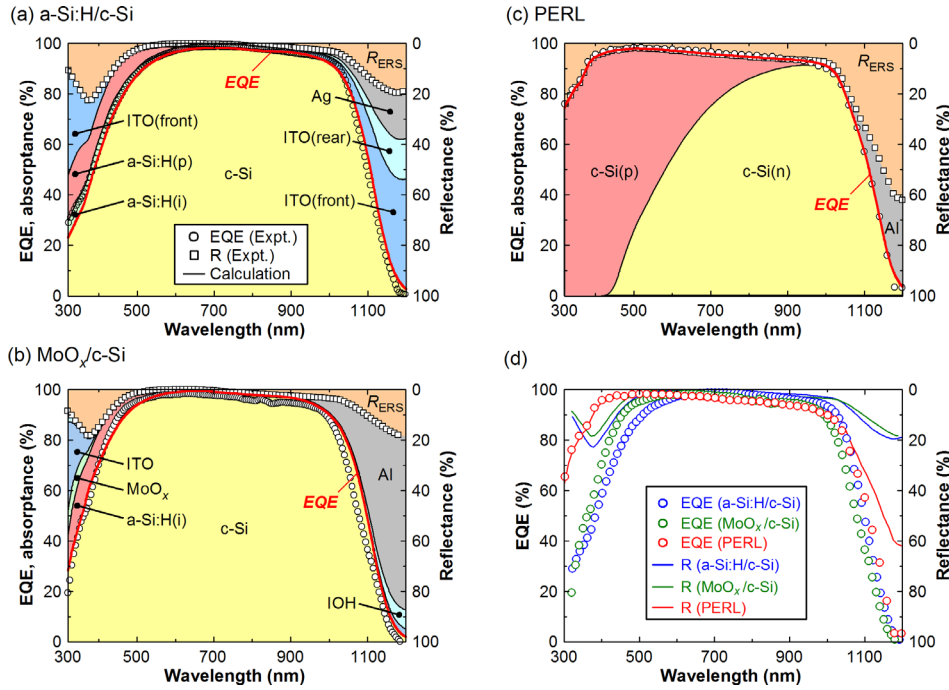 (a) a-Si:H/c-Si
100
80
60
40
20
0
EQE, absorptance (%)
0
20
40
60
80
100
Reflectance (%)
R_ERS
EQE
Ag
ITO(front)
ITO(rear)
a-Si:H(p)
c-Si
a-Si:H(i)
ITO(front)
EQE (Expt.)
R (Expt.)
Calculation
300 500 700 900 1100
Wavelength (nm)
(c) PERL
100
80
60
40
20
0
EQE, absorptance (%)
0
20
40
60
80
100
Reflectance (%)
R_ERS
c-Si(p)
c-Si(n)
EQE
Al
300 500 700 900 1100
Wavelength (nm)
(b) MoOₓ/c-Si
100
80
60
40
20
0
EQE, absorptance (%)
0
20
40
60
80
100
Reflectance (%)
R_ERS
ITO
Al
MoOₓ
EQE
a-Si:H(i)
c-Si
IOH
300 500 700 900 1100
Wavelength (nm)
(d)
100
80
60
40
20
0
EQE (%)
0
20
40
60
80
100
Reflectance (%)
EQE (a-Si:H/c-Si)
EQE (MoOₓ/c-Si)
EQE (PERL)
R (a-Si:H/c-Si)
R (MoOₓ/c-Si)
R (PERL)
300 500 700 900 1100
Wavelength (nm)